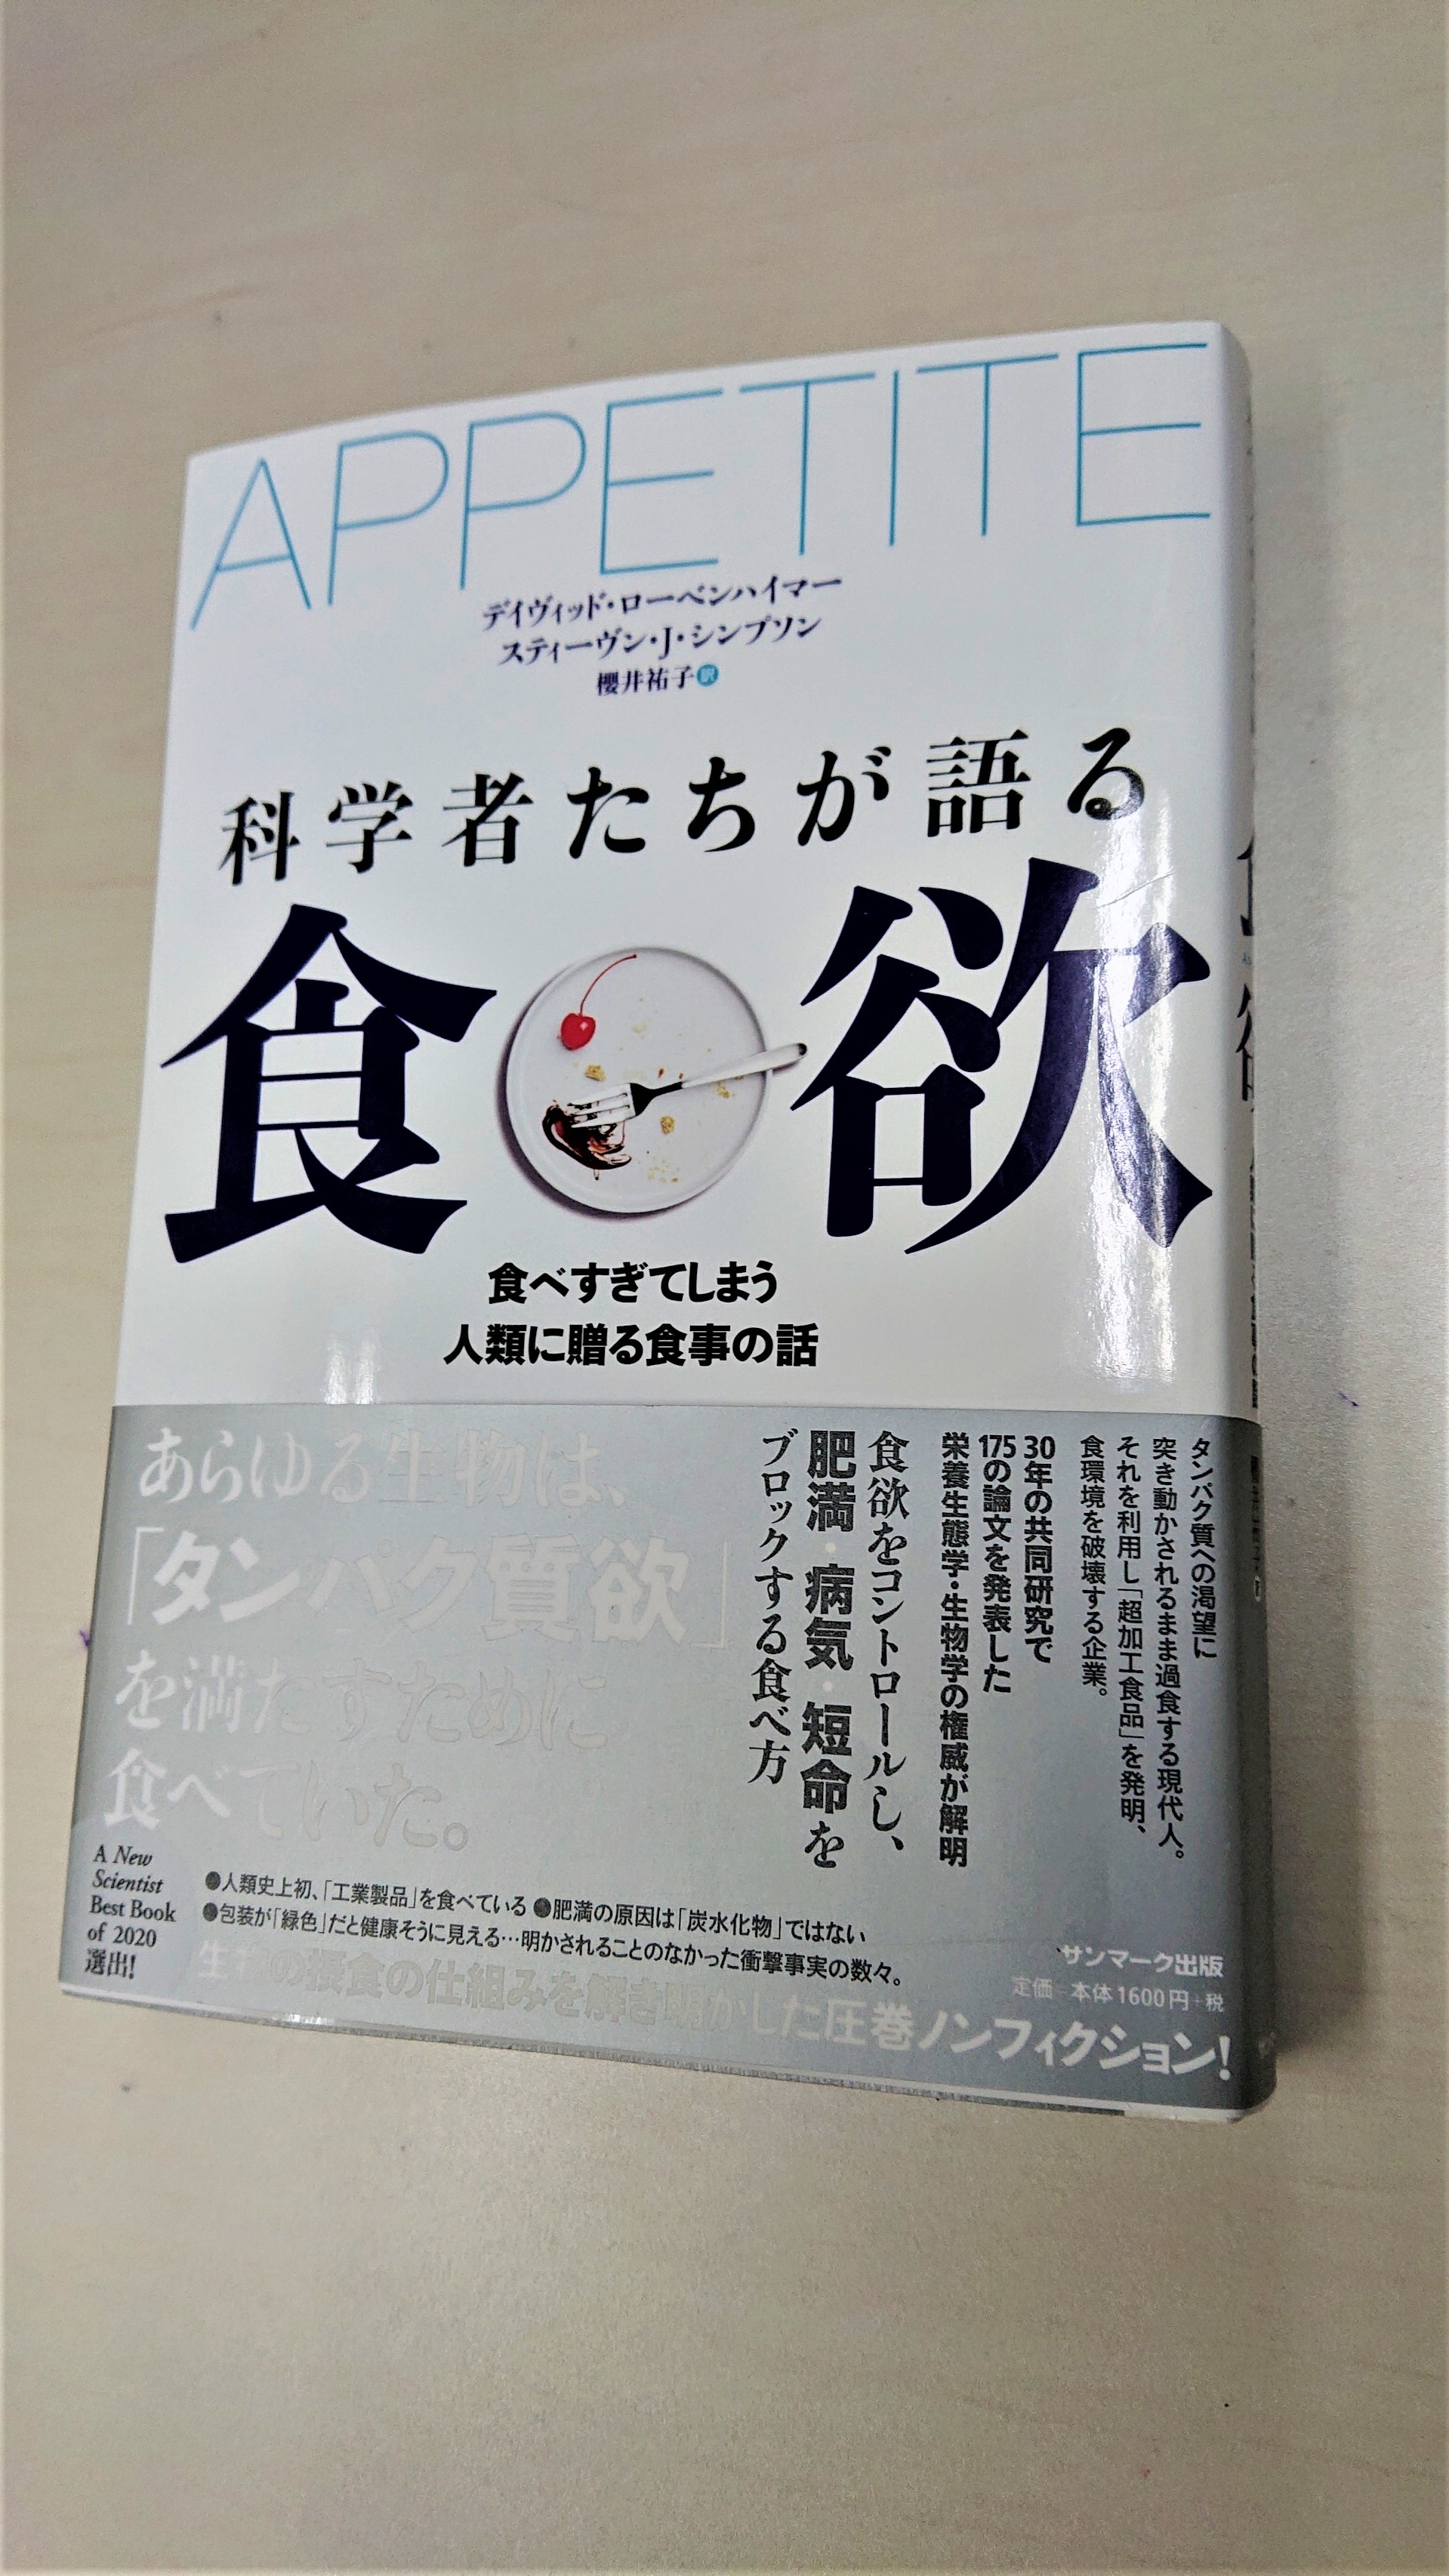 APPETITE
デイヴィッド・ローベンハイマー
スティーヴン・J・シンプソン
櫻井祐子 訳
科学者たちが語る
食欲
食べすぎてしまう
人類に贈る食事の話
タンパク質への渇望に
突き動かされるまま過食する現代人。
それを利用し「超加工食品」を発明、
食環境を破壊する企業。
30年の共同研究で
175の論文を発表した
栄養生態学・生物学の権威が解明
食欲をコントロールし、
肥満・病気・短命を
ブロックする食べ方
あらゆる生物は、
「タンパク質欲」
を満たすために
食べていた。
A New
Scientist
Best Book
of 2020
選出!
●人類史上初、「工業製品」を食べている ●肥満の原因は「炭水化物」ではない
●包装が「緑色」だと健康そうに見える…明かされることのなかった衝撃事実の数々。
の摂食の仕組みを解き明かした圧巻ノンフィクション!
サンマーク出版
定価=本体1600円+税